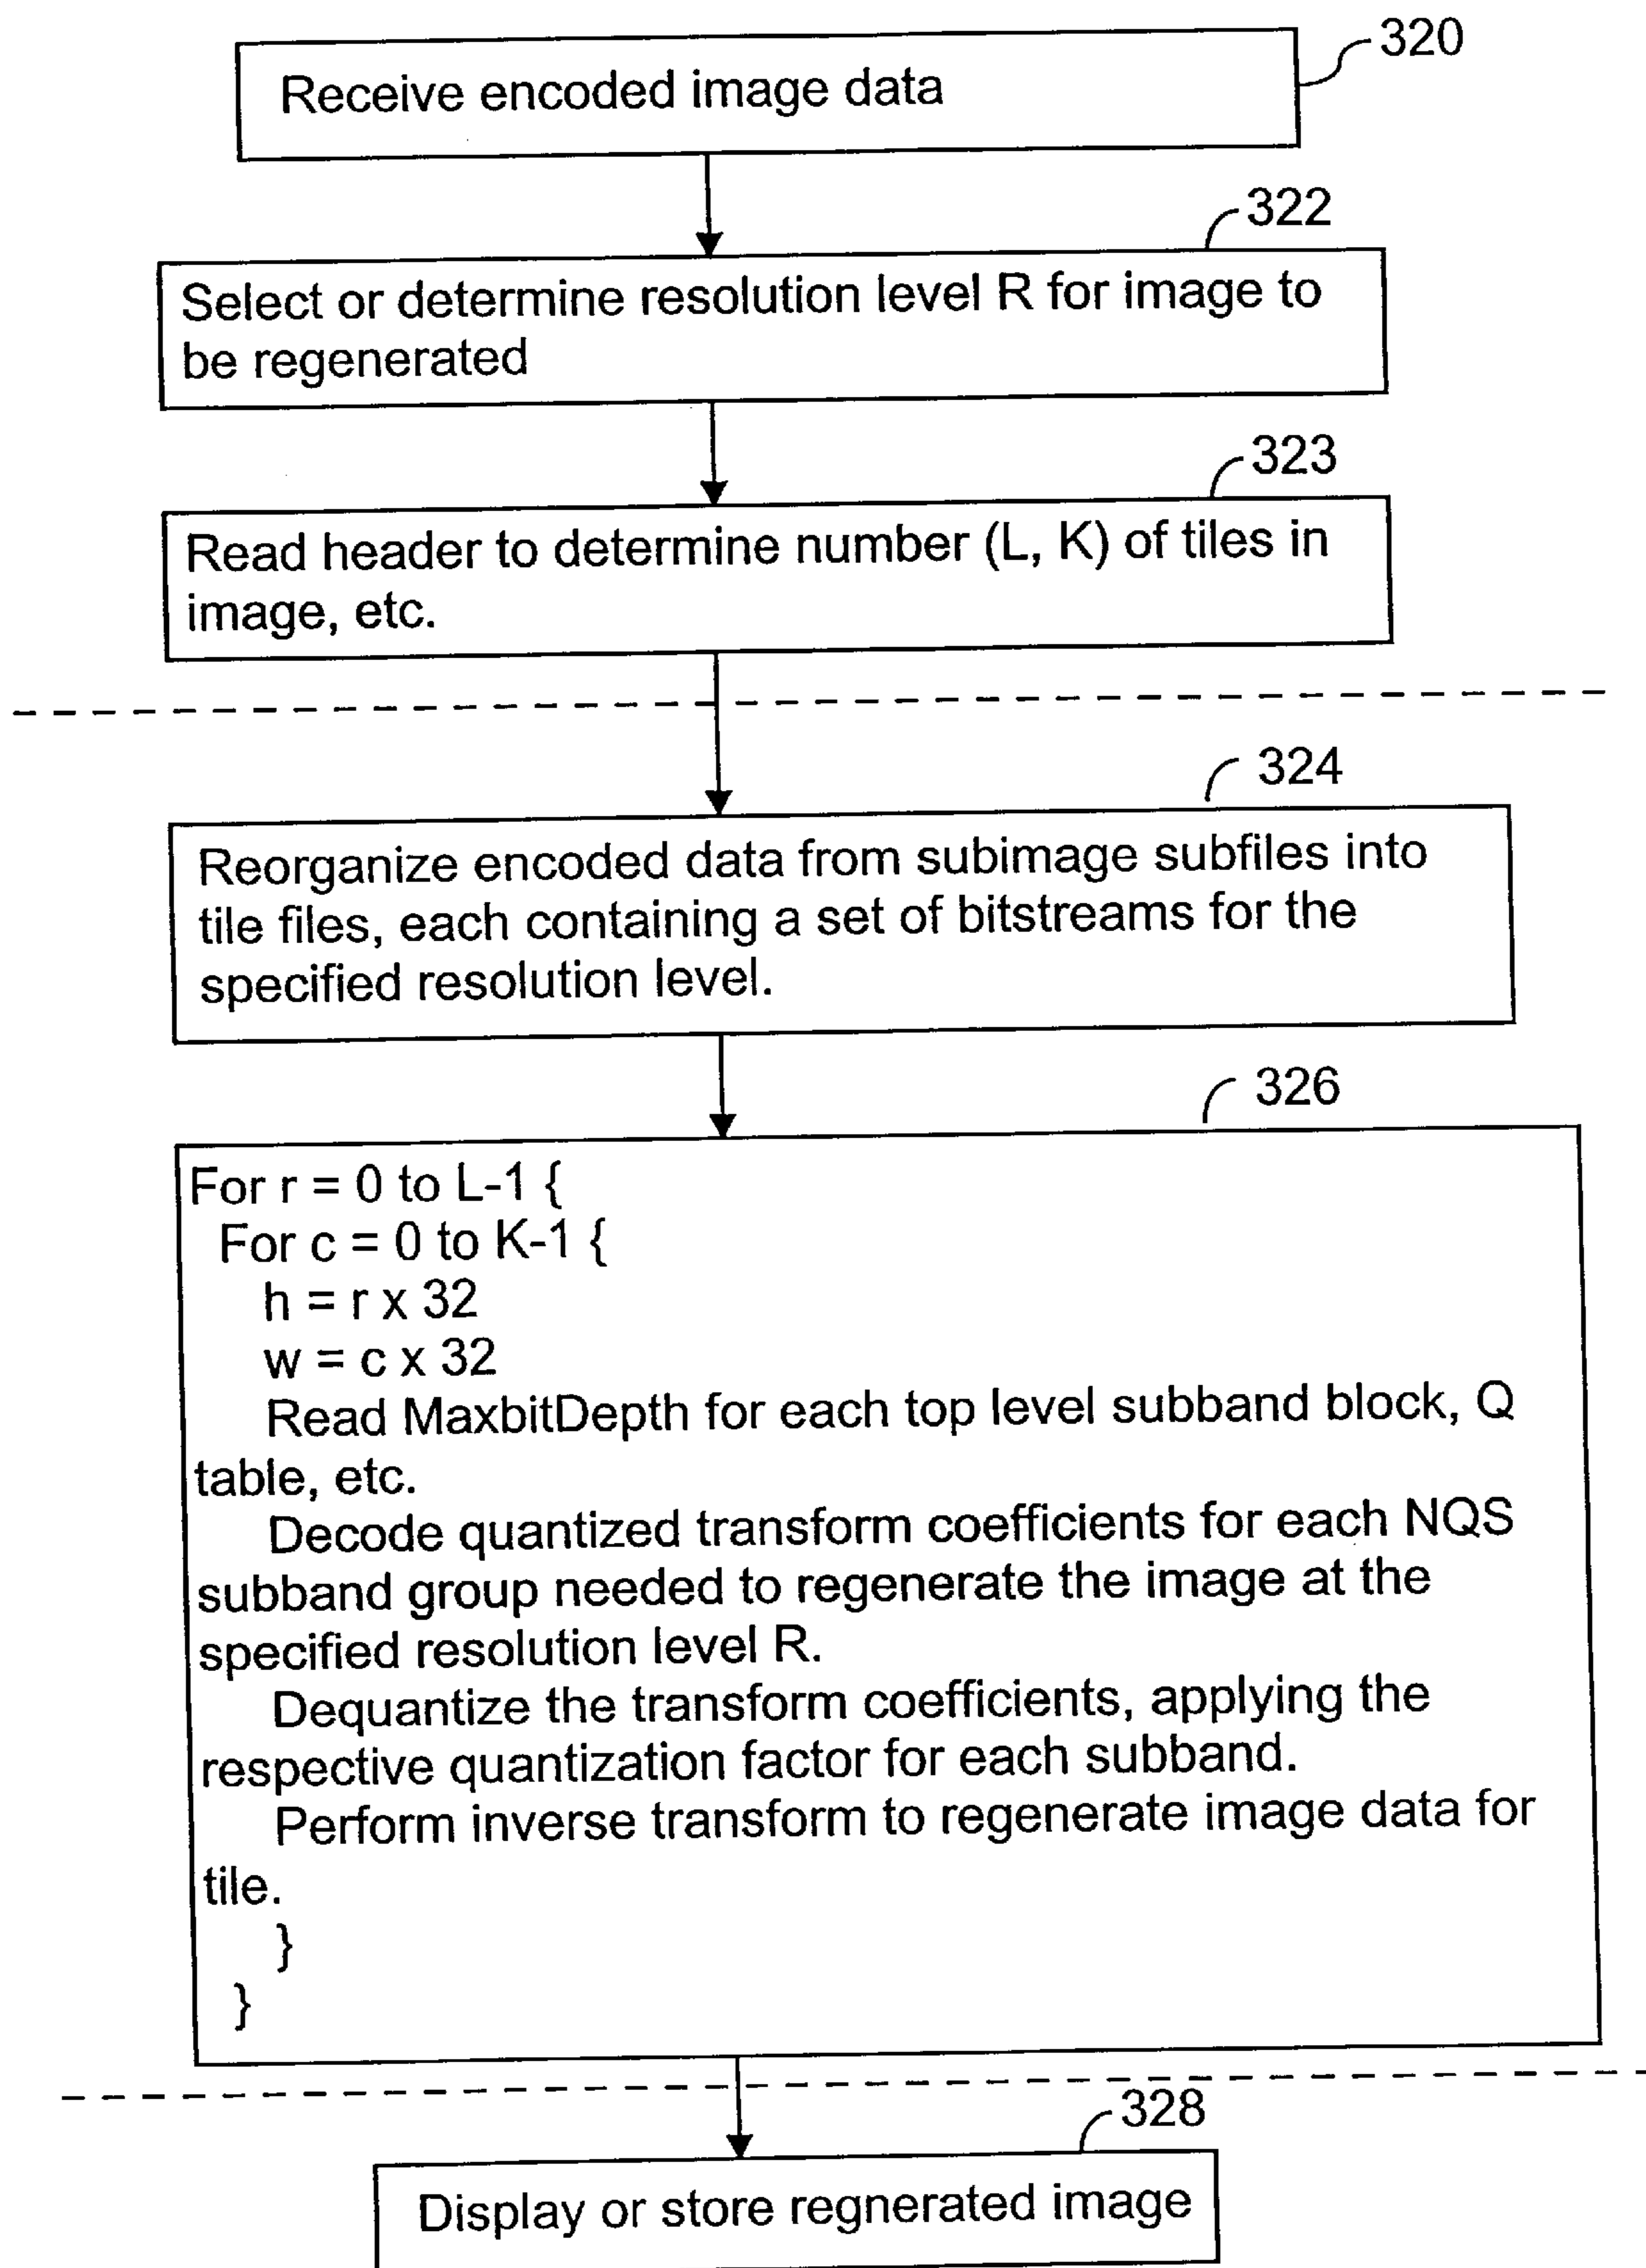 320
Receive encoded image data
322
Select or determine resolution level R for image to
be regenerated
323
Read header to determine number (L, K) of tiles in
image, etc.
324
Reorganize encoded data from subimage subfiles into
tile files, each containing a set of bitstreams for the
specified resolution level.
326
For r = 0 to L-1 {
For c = 0 to K-1 {
h = r x 32
w = c x 32
Read MaxbitDepth for each top level subband block, Q
table, etc.
Decode quantized transform coefficients for each NQS
subband group needed to regenerate the image at the
specified resolution level R.
Dequantize the transform coefficients, applying the
respective quantization factor for each subband.
Perform inverse transform to regenerate image data for
tile.
}
}
328
Display or store regnerated image